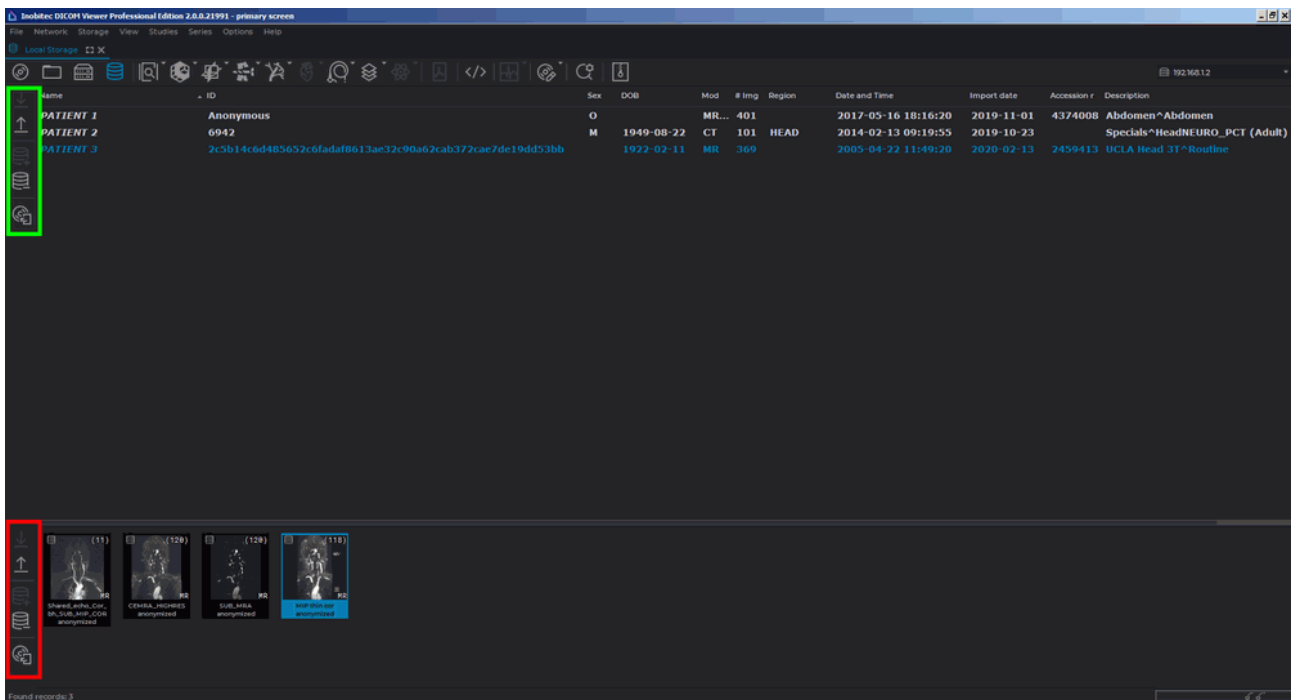 Inobitec DICOM Viewer Professional Edition 2.0.0.21991 - primary screen
File Network Storage View Studies Series Options Help
Local Storage
192.168.1.2
Name ID Sex DOB Mod # Img Region Date and Time Import date Accession r Description
PATIENT 1 Anonymous O MR... 401 2017-05-16 18:16:20 2019-11-01 4374008 Abdomen^Abdomen
PATIENT 2 6942 M 1949-08-22 CT 101 HEAD 2014-02-13 09:19:55 2019-10-23 Specials^HeadNEURO_PCT (Adult)
PATIENT 3 2c5b14c6d485652c6fadaf8613ae32c90a62cab372cae7de19dd53bb 1922-02-11 MR 369 2005-04-22 11:49:20 2020-02-13 2459413 UCLA Head 3T^Routine
(11) (120) (120) (118)
MR MR MR MR
Shared_echo_Cor_ CEMRA_HIGHRES SUB_MRA MIP thin cor
bh_SUB_MIP_COR anonymized anonymized anonymized
anonymized
Found records: 3